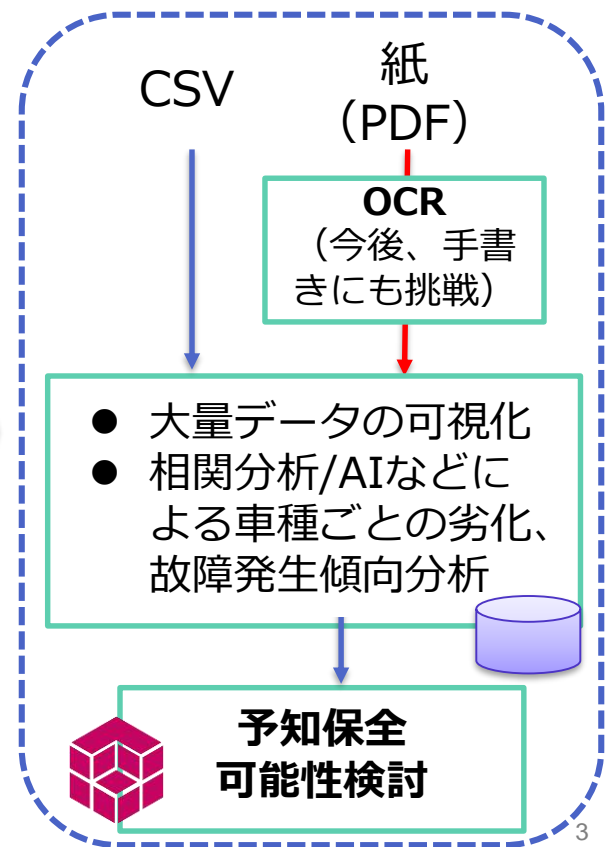 CSV
紙
（PDF）
OCR
（今後、手書
きにも挑戦）
● 大量データの可視化
● 相関分析/AIなどに
よる車種ごとの劣化、
故障発生傾向分析
予知保全
可能性検討
3